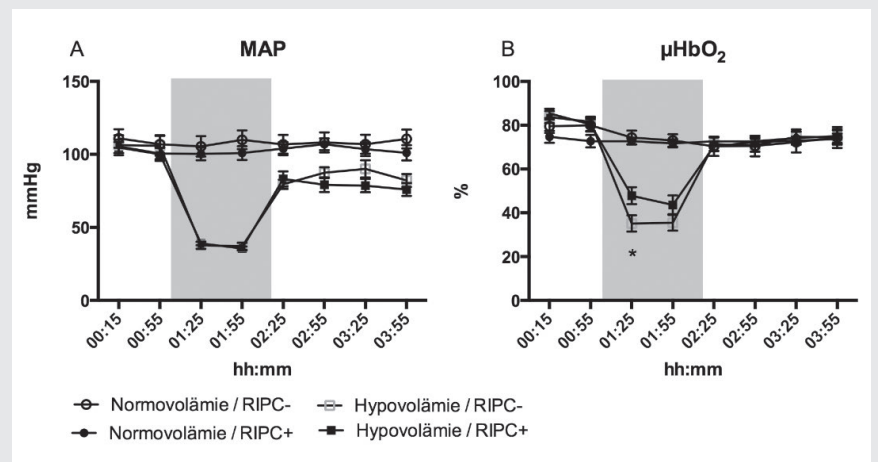 A
MAP
150
100
50
0
mmHg
00:15 00:55 01:25 01:55 02:25 02:55 03:25 03:55
hh:mm
B
µHbO₂
100
80
60
40
20
0
%
*
00:15 00:55 01:25 01:55 02:25 02:55 03:25 03:55
hh:mm
Normovolämie / RIPC- Hypovolämie / RIPC-
Normovolämie / RIPC+ Hypovolämie / RIPC+